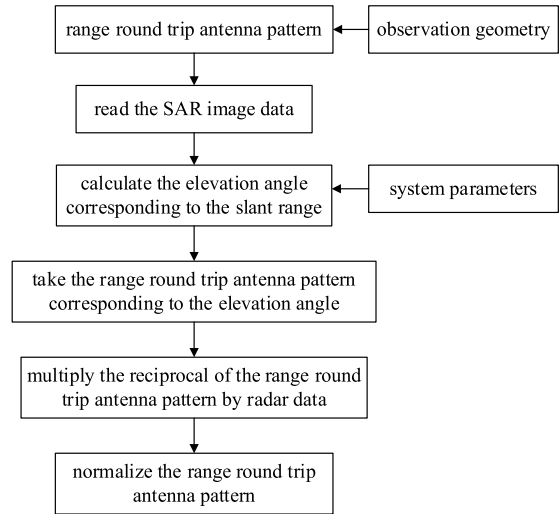 range round trip antenna pattern
observation geometry
read the SAR image data
calculate the elevation angle
corresponding to the slant range
system parameters
take the range round trip antenna pattern
corresponding to the elevation angle
multiply the reciprocal of the range round
trip antenna pattern by radar data
normalize the range round trip
antenna pattern